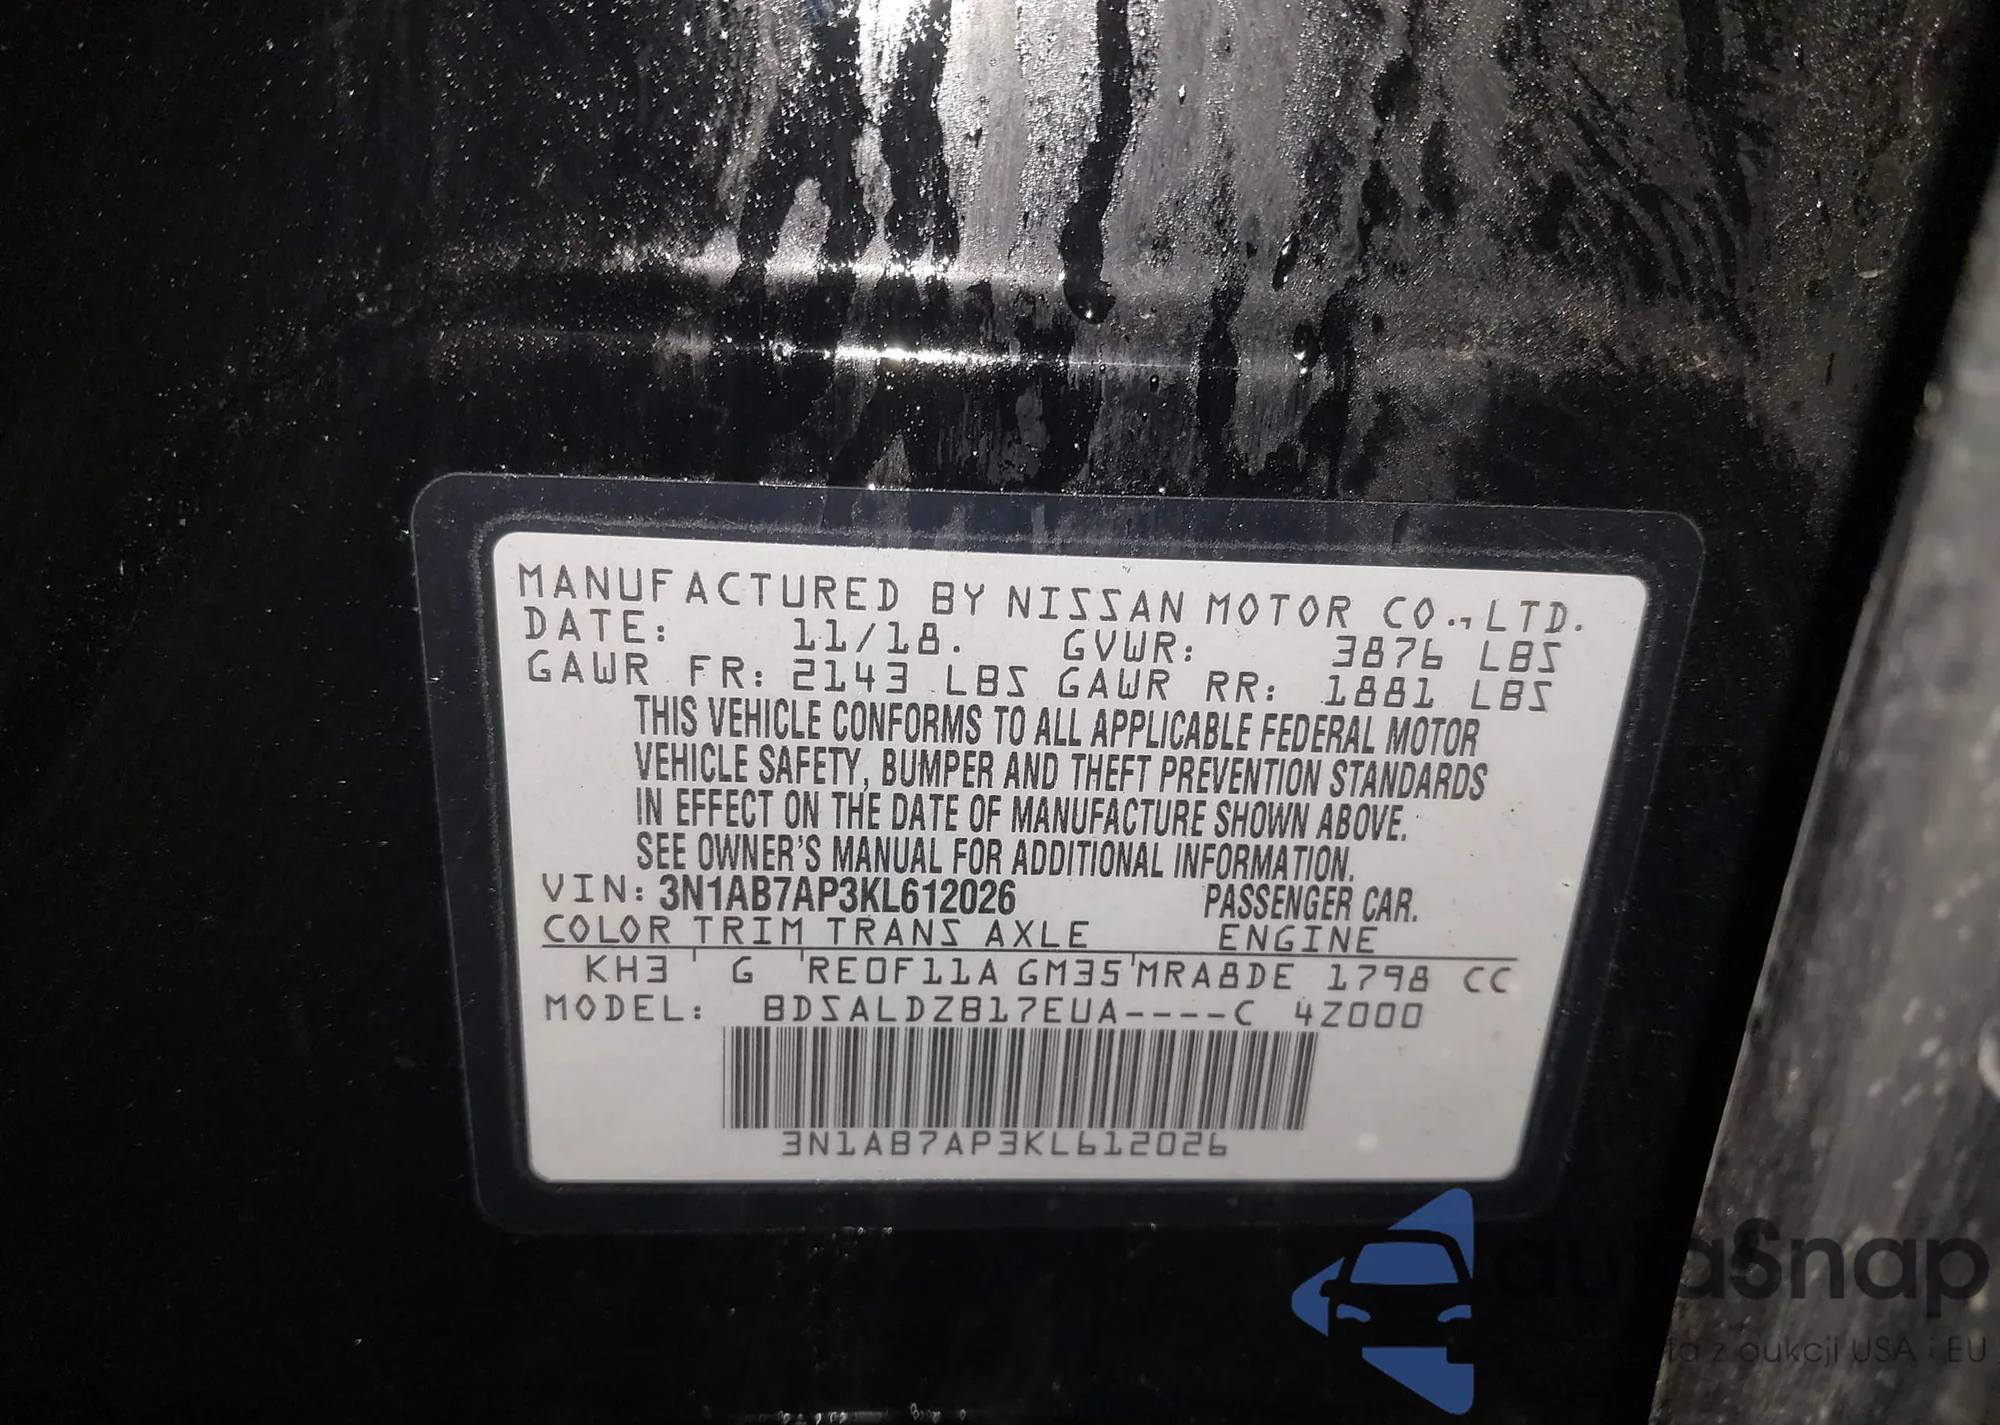 MANUFACTURED BY NISSAN MOTOR CO., LTD.
DATE: 11/18. GVWR: 3876 LBS
GAWR FR: 2143 LBS GAWR RR: 1881 LBS
THIS VEHICLE CONFORMS TO ALL APPLICABLE FEDERAL MOTOR
VEHICLE SAFETY, BUMPER AND THEFT PREVENTION STANDARDS
IN EFFECT ON THE DATE OF MANUFACTURE SHOWN ABOVE.
SEE OWNER'S MANUAL FOR ADDITIONAL INFORMATION.
VIN: 3N1AB7AP3KL612026 PASSENGER CAR.
COLOR TRIM TRANS AXLE ENGINE
KH3 ' G 'RE0F11A GM35'MRA8DE 1798 CC
MODEL: BDSALDZB17EUA----C 4Z000
3N1AB7AP3KL612026
z aukcji USA i EU